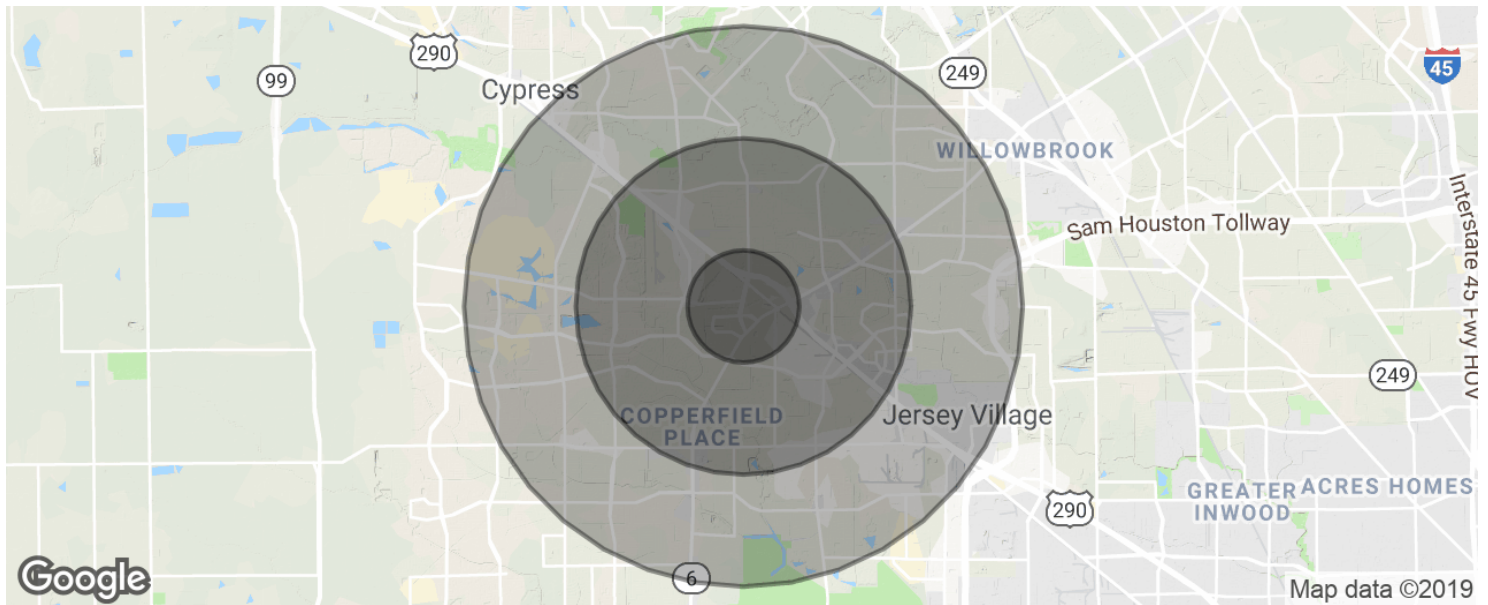 290
99
Cypress
249
45
WILLOWBROOK
Sam Houston Tollway
Interstate 45 Fwy HOV
249
COPPERFIELD
PLACE
Jersey Village
GREATER
INWOOD
ACRES HOMES
290
6
Google
Map data ©2019